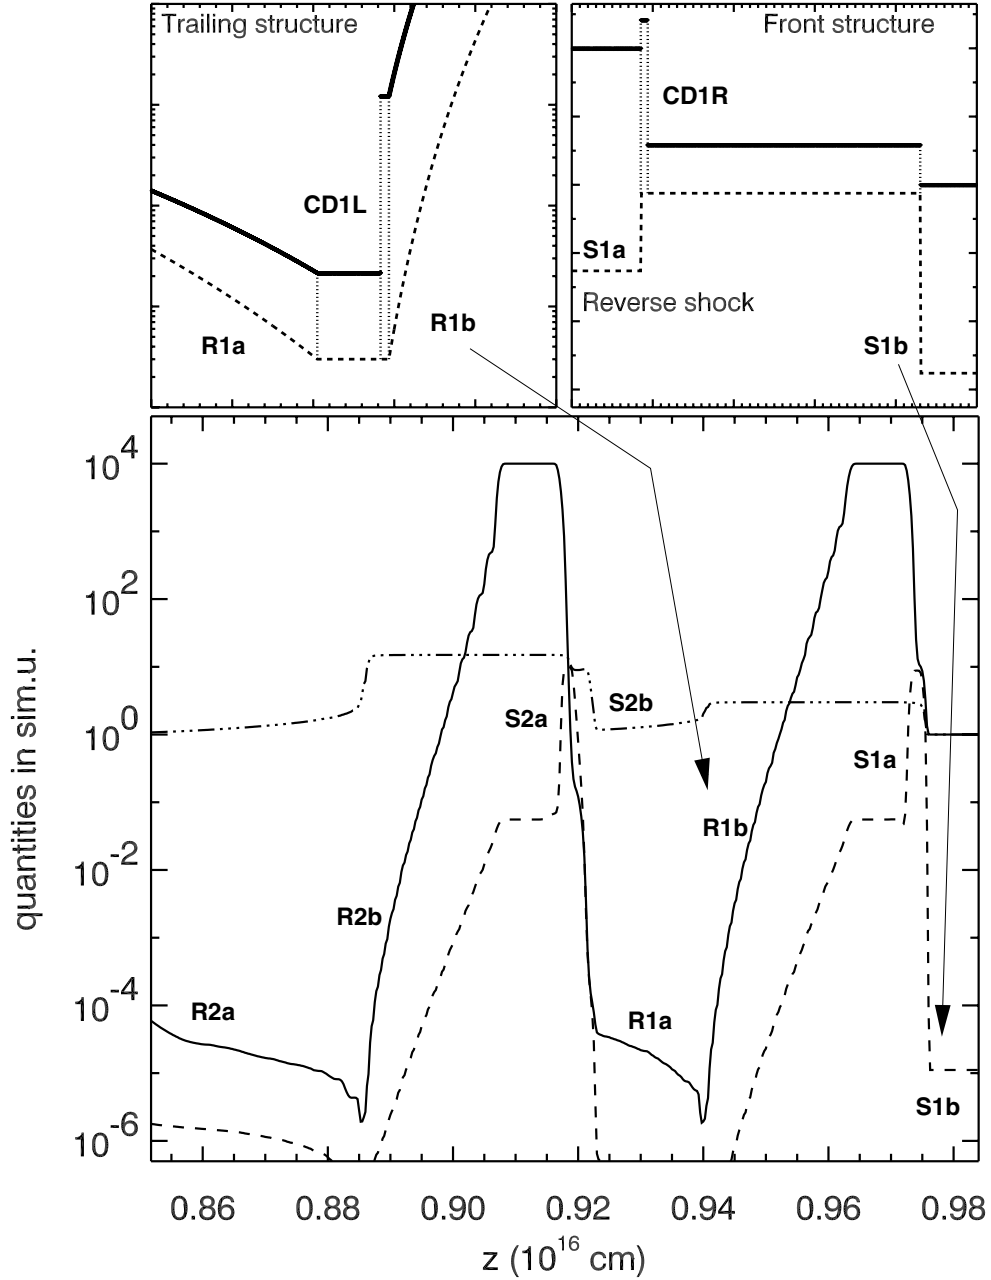 Trailing structure
Front structure
CD1R
CD1L
S1a
Reverse shock
R1b
R1a
S1b
10^4
10^2
10^0
10^-2
10^-4
10^-6
quantities in sim.u.
S2b
S2a
S1a
R1b
R2b
R2a
R1a
S1b
0.86 0.88 0.90 0.92 0.94 0.96 0.98
z (10^16 cm)